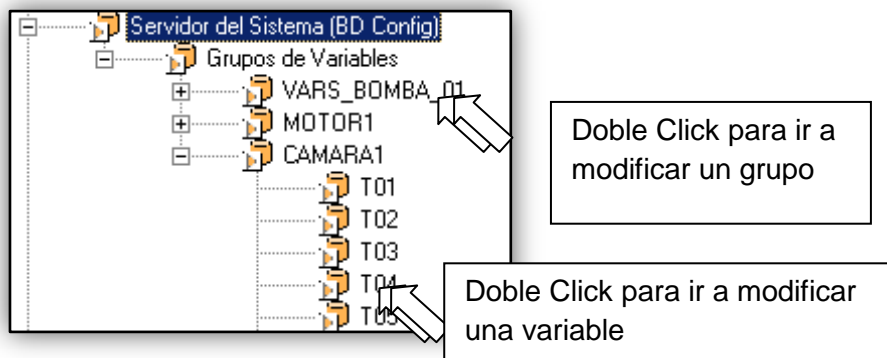 Servidor del Sistema (BD Config)
Grupos de Variables
VARS_BOMBA_01
MOTOR1
CAMARA1
T01
T02
T03
T04
T05
Doble Click para ir a
modificar un grupo
Doble Click para ir a modificar
una variable